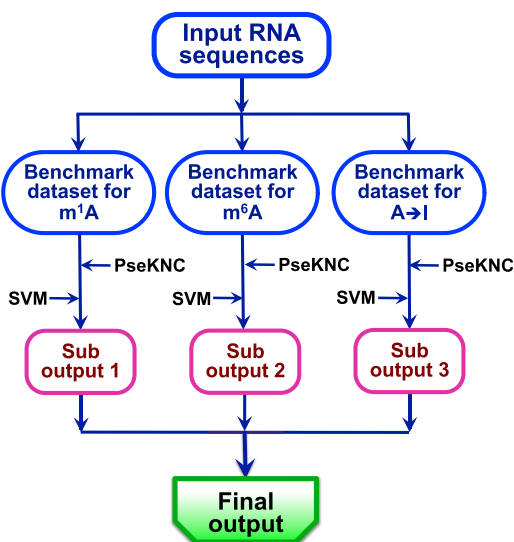 Input RNA
sequences
Benchmark
dataset for
m¹A
Benchmark
dataset for
m⁶A
Benchmark
dataset for
A➔I
PseKNC
PseKNC
PseKNC
SVM
SVM
SVM
Sub
output 1
Sub
output 2
Sub
output 3
Final
output